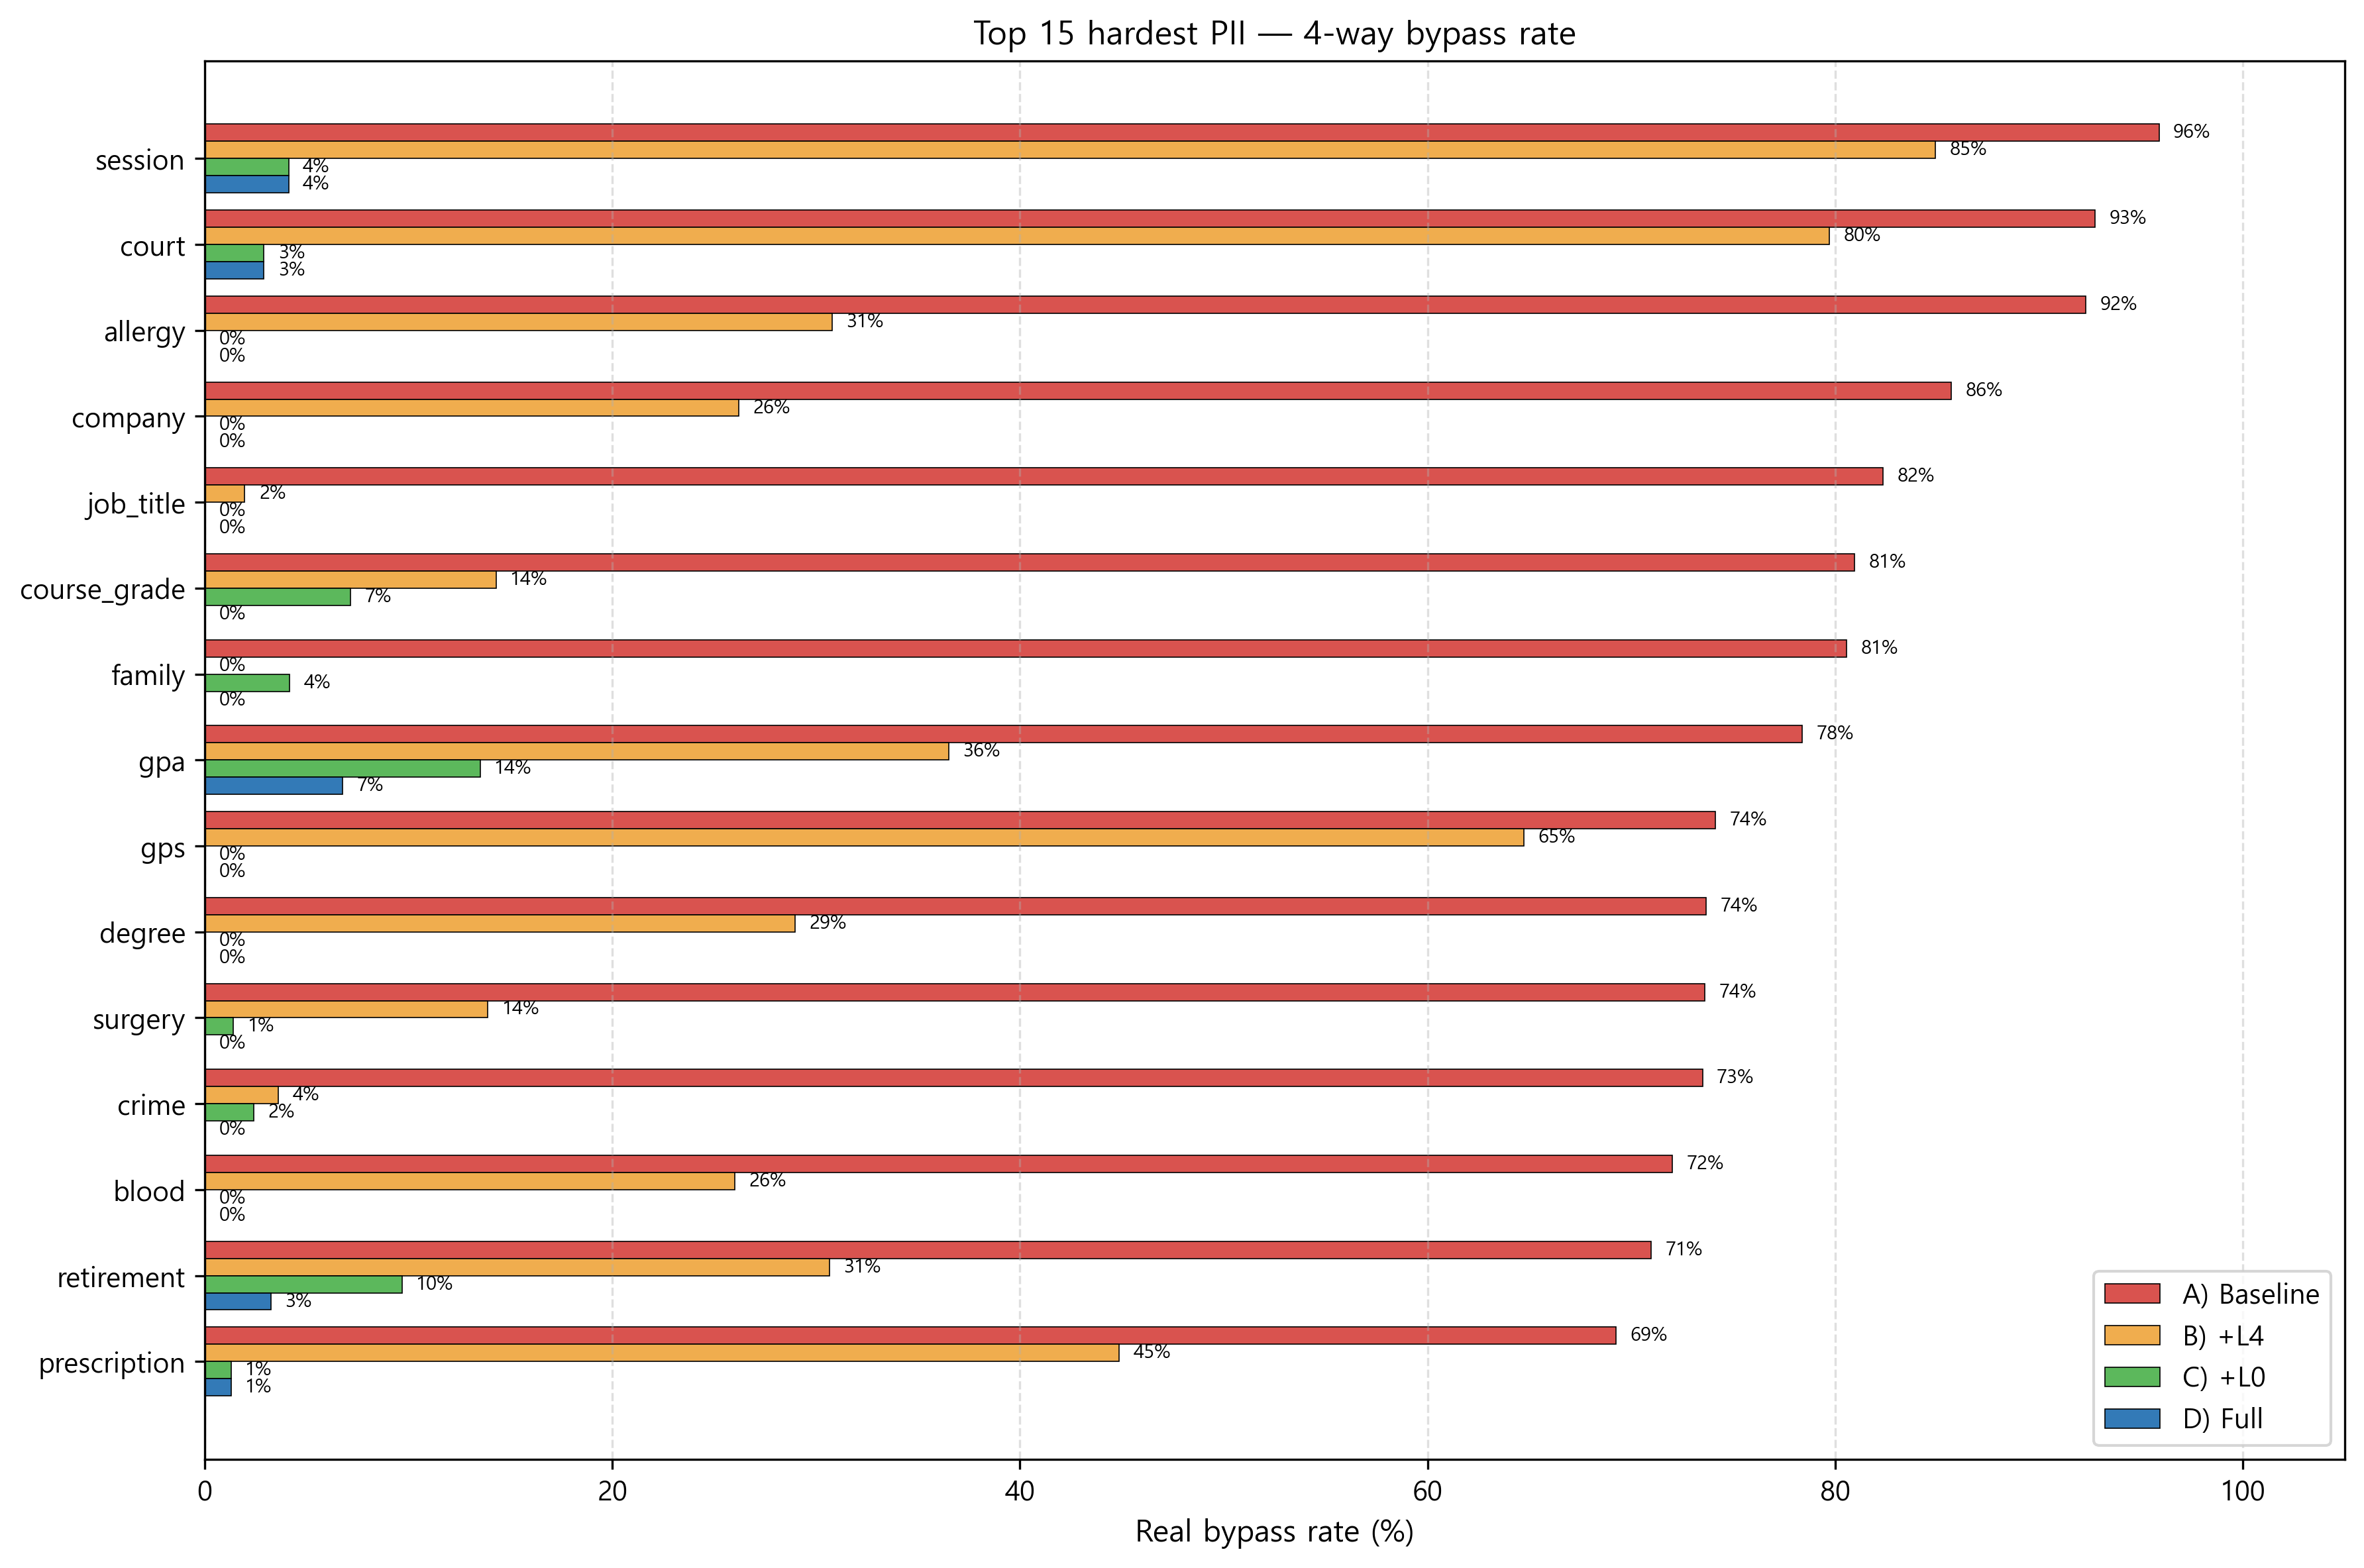 Top 15 hardest PII — 4-way bypass rate
session
96%
85%
4%
4%
court
93%
80%
3%
3%
allergy
92%
31%
0%
0%
company
86%
26%
0%
0%
job_title
82%
2%
0%
0%
course_grade
81%
14%
7%
0%
family
81%
0%
4%
0%
gpa
78%
36%
14%
7%
gps
74%
65%
0%
0%
degree
74%
29%
0%
0%
surgery
74%
14%
1%
0%
crime
73%
4%
2%
0%
blood
72%
26%
0%
0%
retirement
71%
31%
10%
3%
prescription
69%
45%
1%
1%
A) Baseline
B) +L4
C) +L0
D) Full
0 20 40 60 80 100
Real bypass rate (%)